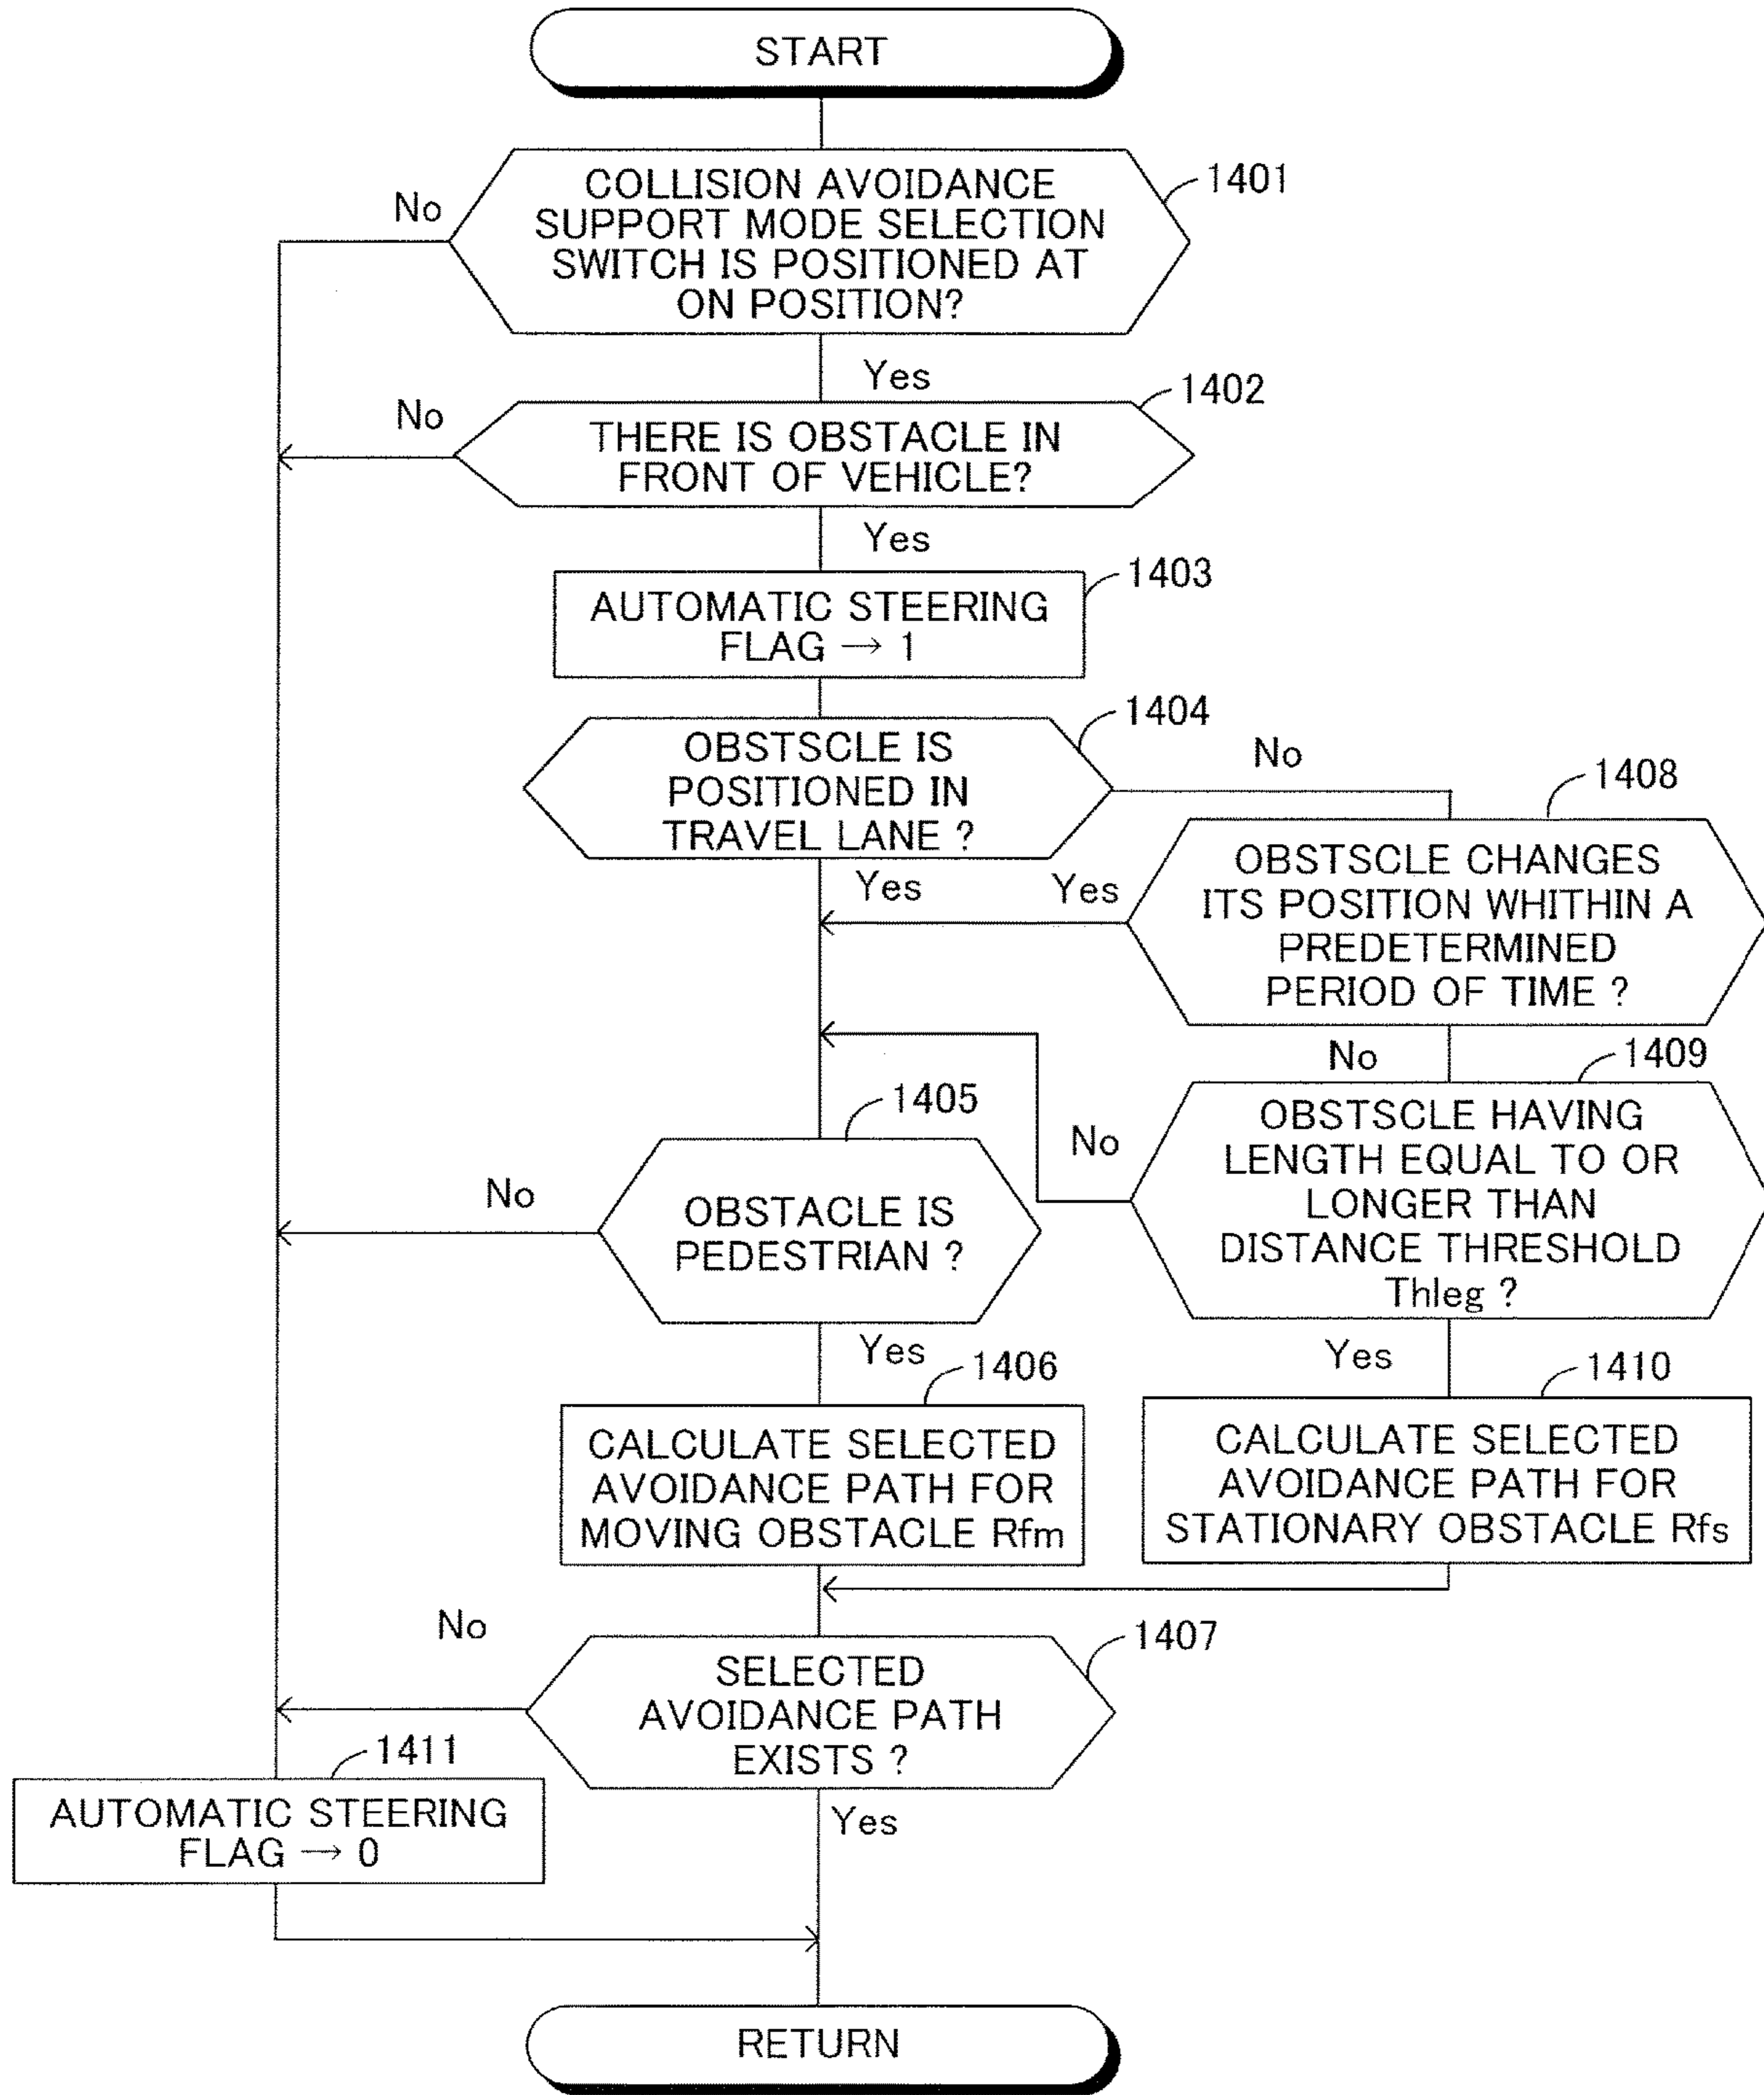 START
COLLISION AVOIDANCE
SUPPORT MODE SELECTION
SWITCH IS POSITIONED AT
ON POSITION?
1401
No
Yes
1402
No
THERE IS OBSTACLE IN
FRONT OF VEHICLE?
Yes
1403
AUTOMATIC STEERING
FLAG → 1
1404
OBSTSCLE IS
POSITIONED IN
TRAVEL LANE ?
No
1408
Yes
Yes
OBSTSCLE CHANGES
ITS POSITION WHITHIN A
PREDETERMINED
PERIOD OF TIME ?
No
1409
1405
No
OBSTSCLE HAVING
LENGTH EQUAL TO OR
LONGER THAN
DISTANCE THRESHOLD
Thleg ?
No
OBSTACLE IS
PEDESTRIAN ?
Yes
1406
Yes
1410
CALCULATE SELECTED
AVOIDANCE PATH FOR
MOVING OBSTACLE Rfm
CALCULATE SELECTED
AVOIDANCE PATH FOR
STATIONARY OBSTACLE Rfs
No
1407
SELECTED
AVOIDANCE PATH
EXISTS ?
1411
AUTOMATIC STEERING
FLAG → 0
Yes
RETURN